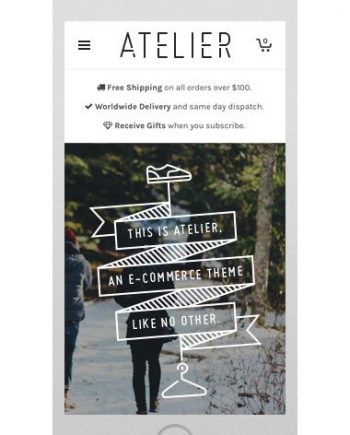 ATELIER
0
Free Shipping on all orders over $100.
Worldwide Delivery and same day dispatch.
Receive Gifts when you subscribe.
THIS IS ATELIER,
AN E-COMMERCE THEME
LIKE NO OTHER.